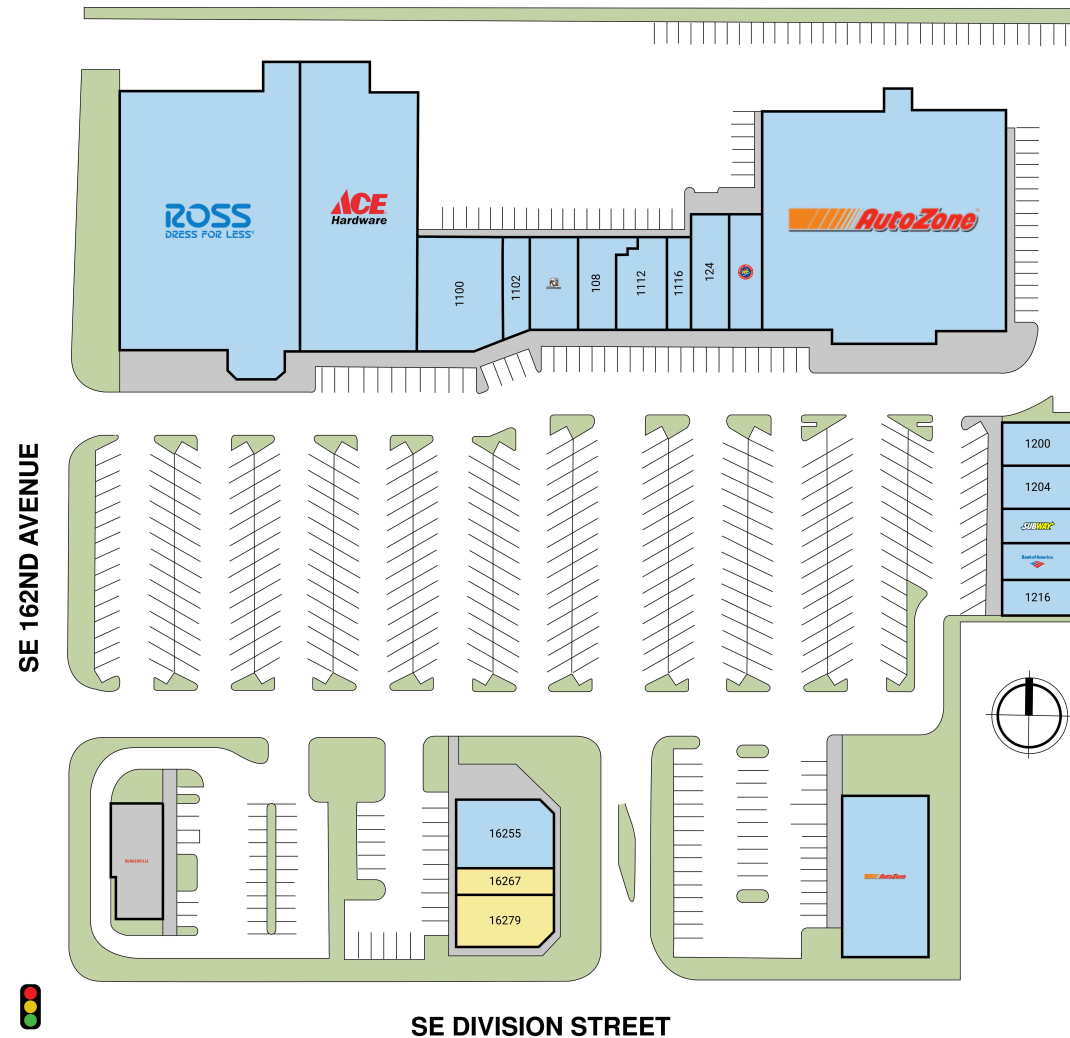 ROSS
DRESS FOR LESS
ACE
Hardware
AutoZone
1100
1102
108
1112
1116
124
SE 162ND AVENUE
1200
1204
SUBWAY
Bank of America
1216
BURGERVILLE
16255
16267
16279
AutoZone
SE DIVISION STREET